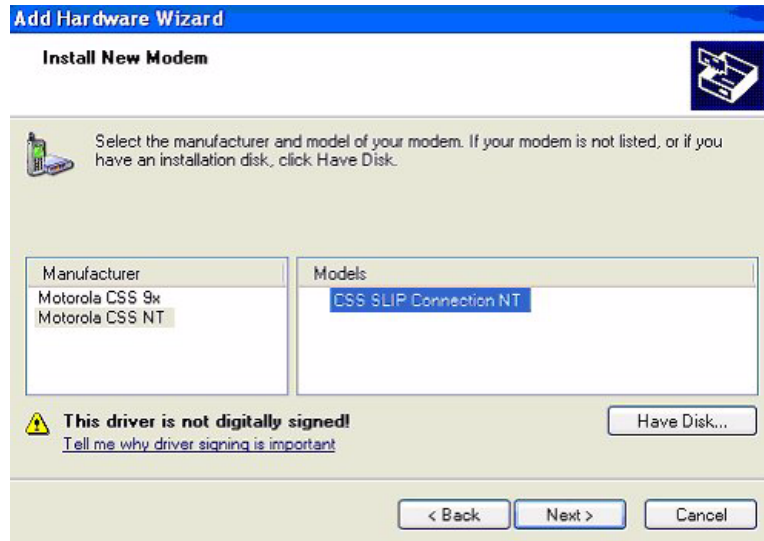 Add Hardware Wizard
Install New Modem
Select the manufacturer and model of your modem. If your modem is not listed, or if you
have an installation disk, click Have Disk.
Manufacturer
Models
Motorola CSS 9x
CSS SLIP Connection NT
Motorola CSS NT
This driver is not digitally signed!
Have Disk...
Tell me why driver signing is important
< Back
Next >
Cancel